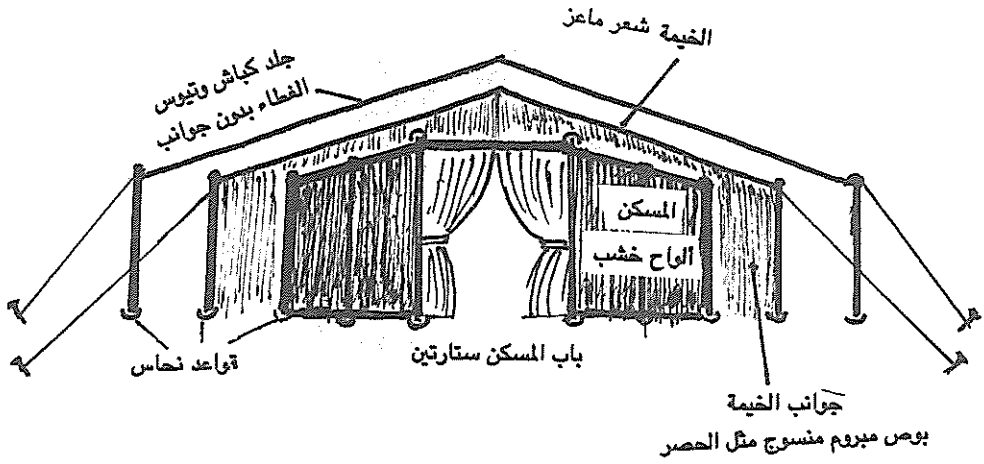 الخيمة شعر ماعز
جلد كباش وتيوس
الغطاء بدون جوانب
المسكن
ألواح خشب
قواعد نحاس
باب المسكن ستارتين
جوانب الخيمة
بوص مبروم منسوج مثل الحصر